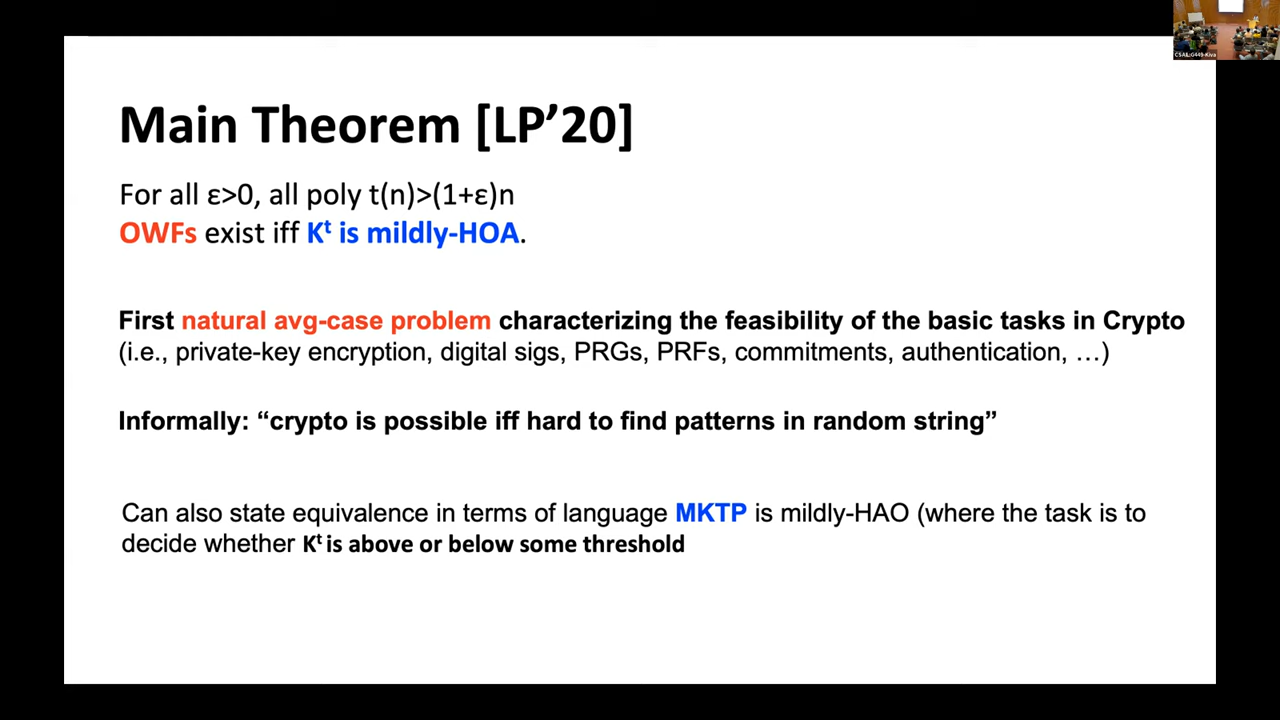 Main Theorem [LP’20]
For all ε>0, all poly t(n)>(1+ε)n
OWFs exist iff Kᵗ is mildly-HOA.
First natural avg-case problem characterizing the feasibility of the basic tasks in Crypto
(i.e., private-key encryption, digital sigs, PRGs, PRFs, commitments, authentication, …)
Informally: “crypto is possible iff hard to find patterns in random string”
Can also state equivalence in terms of language MKTP is mildly-HAO (where the task is to
decide whether Kᵗ is above or below some threshold